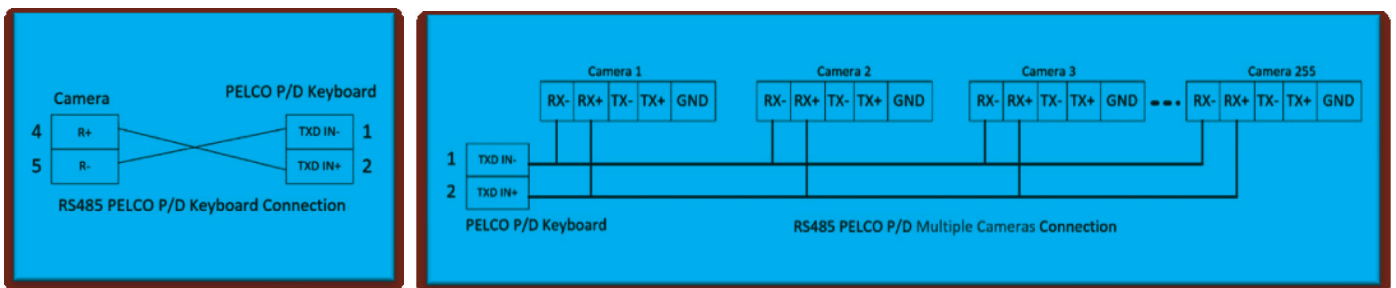 Camera
PELCO P/D Keyboard
4 R+ TXD IN- 1
5 R- TXD IN+ 2
RS485 PELCO P/D Keyboard Connection
Camera 1 Camera 2 Camera 3 Camera 255
RX- RX+ TX- TX+ GND RX- RX+ TX- TX+ GND RX- RX+ TX- TX+ GND RX- RX+ TX- TX+ GND
1 TXD IN-
2 TXD IN+
PELCO P/D Keyboard
RS485 PELCO P/D Multiple Cameras Connection